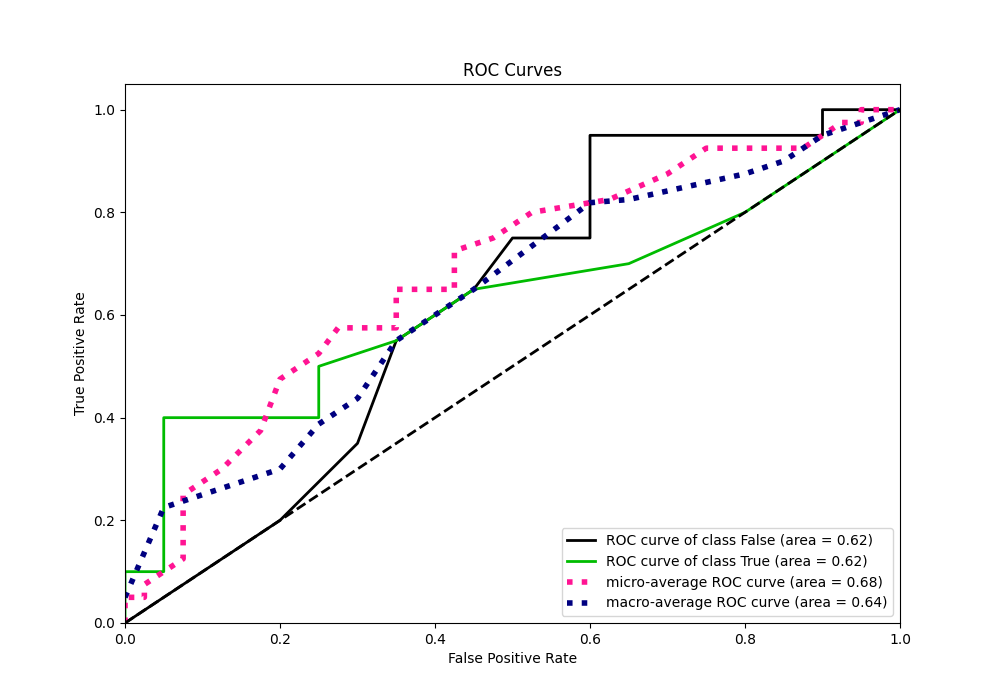 ROC Curves
1.0
0.8
0.6
0.4
0.2
0.0
True Positive Rate
ROC curve of class False (area = 0.62)
ROC curve of class True (area = 0.62)
micro-average ROC curve (area = 0.68)
macro-average ROC curve (area = 0.64)
0.0 0.2 0.4 0.6 0.8 1.0
False Positive Rate